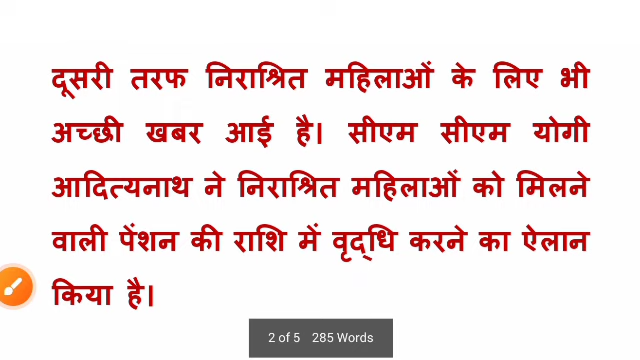 दूसरी तरफ निराश्रित महिलाओं के लिए भी
अच्छी खबर आई है। सीएम सीएम योगी
आदित्यनाथ ने निराश्रित महिलाओं को मिलने
वाली पेंशन की राशि में वृद्धि करने का ऐलान
किया है।
2 of 5 285 Words